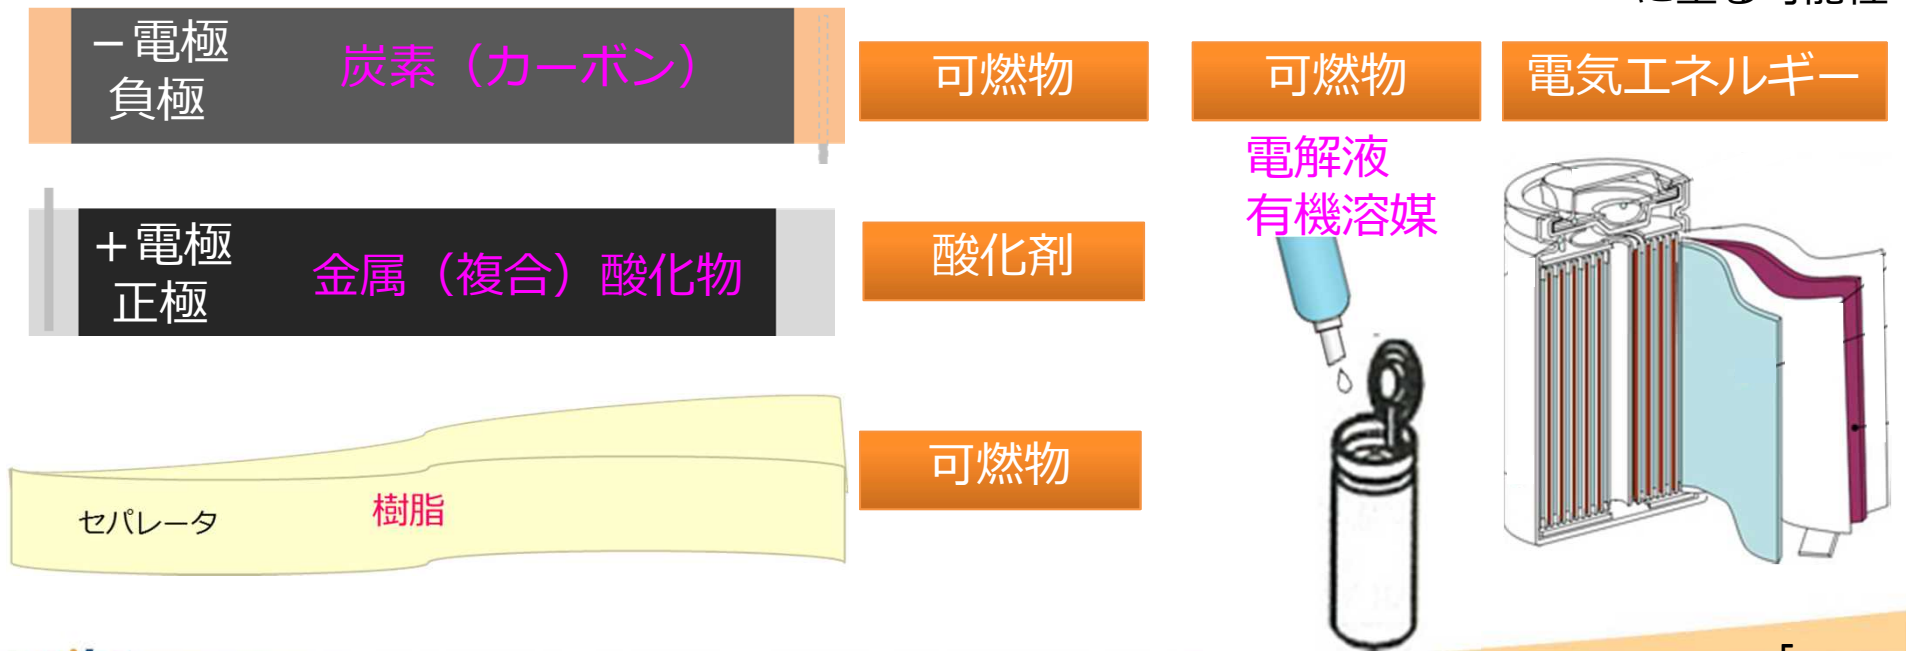 －電極
負極
炭素（カーボン）
可燃物
可燃物
電気エネルギー
電解液
有機溶媒
＋電極
正極
金属（複合）酸化物
酸化剤
セパレータ
樹脂
可燃物